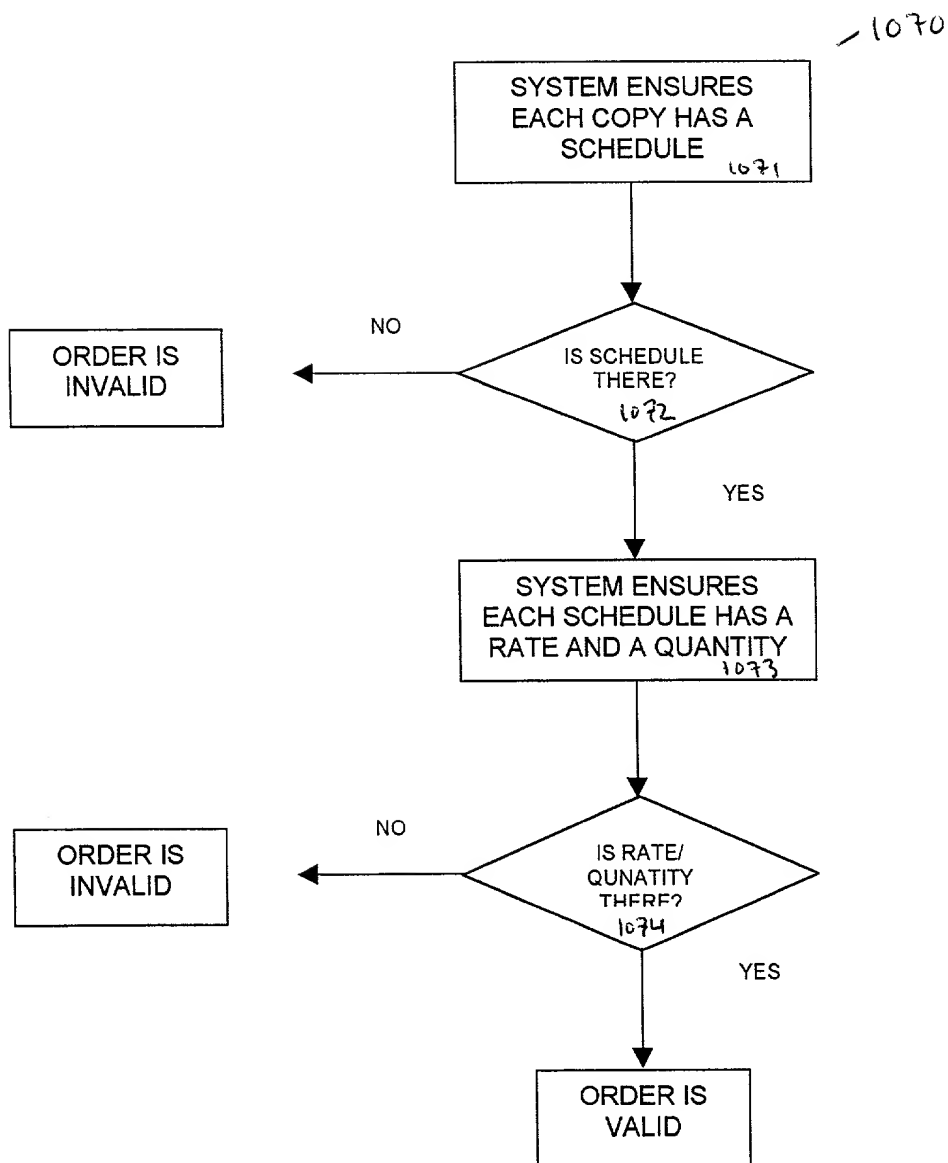 1070
SYSTEM ENSURES
EACH COPY HAS A
SCHEDULE
1071
NO
ORDER IS
INVALID
IS SCHEDULE
THERE?
1072
YES
SYSTEM ENSURES
EACH SCHEDULE HAS A
RATE AND A QUANTITY
1073
NO
ORDER IS
INVALID
IS RATE/
QUNATITY
THERE?
1074
YES
ORDER IS
VALID